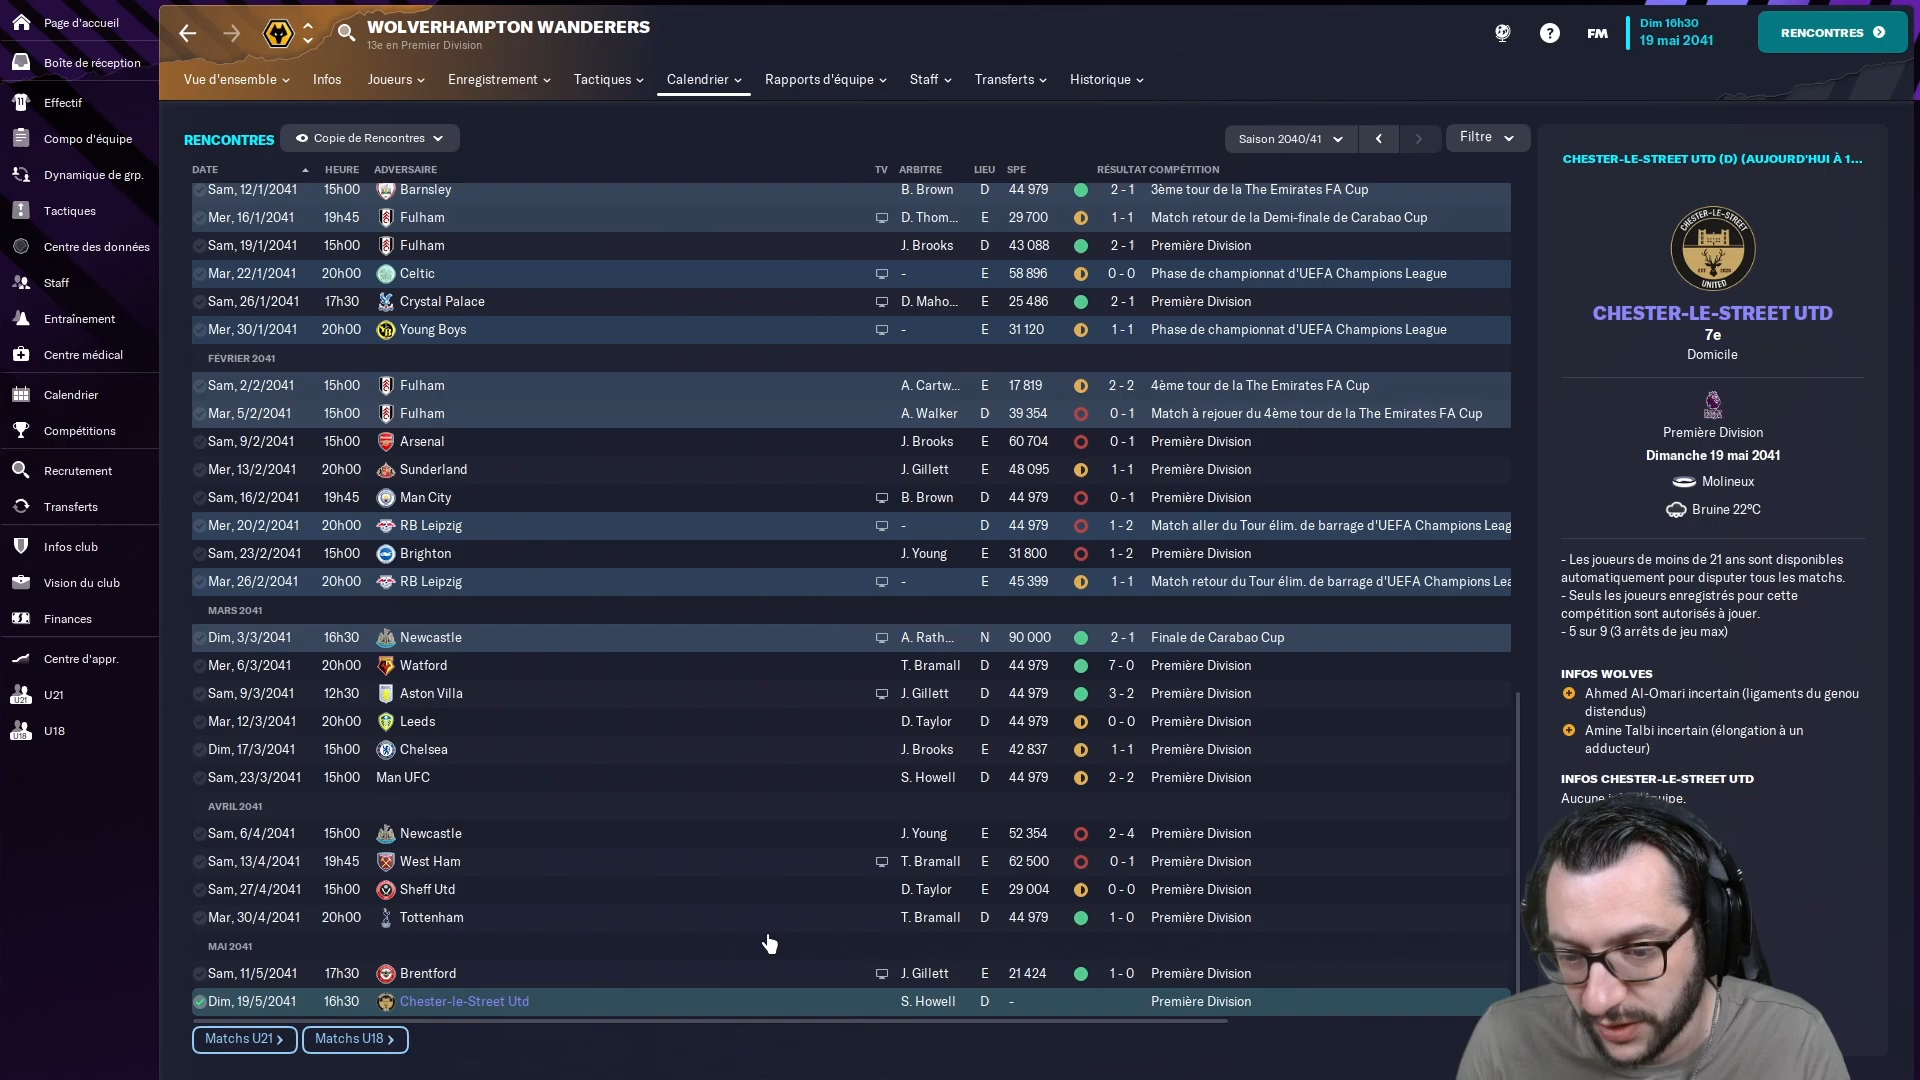 Page d'accueil
Boîte de réception
Effectif
Compo d'équipe
Dynamique de grp.
Tactiques
Centre des données
Staff
Entraînement
Centre médical
Calendrier
Compétitions
Recrutement
Transferts
Infos club
Vision du club
Finances
Centre d'appr.
U21
U18
WOLVERHAMPTON WANDERERS
13e en Premier Division
FM
Dim 16h30
19 mai 2041
RENCONTRES
Vue d'ensemble Infos Joueurs Enregistrement Tactiques Calendrier Rapports d'équipe Staff Transferts Historique
RENCONTRES Copie de Rencontres Saison 2040/41 Filtre
DATE HEURE ADVERSAIRE TV ARBITRE LIEU SPE RÉSULTAT COMPÉTITION
Sam, 12/1/2041 15h00 Barnsley B. Brown D 44 979 2 - 1 3ème tour de la The Emirates FA Cup
Mer, 16/1/2041 19h45 Fulham D. Thom... E 29 700 1 - 1 Match retour de la Demi-finale de Carabao Cup
Sam, 19/1/2041 15h00 Fulham J. Brooks D 43 088 2 - 1 Première Division
Mar, 22/1/2041 20h00 Celtic - E 58 896 0 - 0 Phase de championnat d'UEFA Champions League
Sam, 26/1/2041 17h30 Crystal Palace D. Maho... E 25 486 2 - 1 Première Division
Mer, 30/1/2041 20h00 Young Boys - E 31 120 1 - 1 Phase de championnat d'UEFA Champions League
FÉVRIER 2041
Sam, 2/2/2041 15h00 Fulham A. Cartw... E 17 819 2 - 2 4ème tour de la The Emirates FA Cup
Mar, 5/2/2041 15h00 Fulham A. Walker D 39 354 0 - 1 Match à rejouer du 4ème tour de la The Emirates FA Cup
Sam, 9/2/2041 15h00 Arsenal J. Brooks E 60 704 0 - 1 Première Division
Mer, 13/2/2041 20h00 Sunderland J. Gillett E 48 095 1 - 1 Première Division
Sam, 16/2/2041 19h45 Man City B. Brown D 44 979 0 - 1 Première Division
Mer, 20/2/2041 20h00 RB Leipzig - D 44 979 1 - 2 Match aller du Tour élim. de barrage d'UEFA Champions Leag
Sam, 23/2/2041 15h00 Brighton J. Young E 31 800 1 - 2 Première Division
Mar, 26/2/2041 20h00 RB Leipzig - E 45 399 1 - 1 Match retour du Tour élim. de barrage d'UEFA Champions Lea
MARS 2041
Dim, 3/3/2041 16h30 Newcastle A. Rath... N 90 000 2 - 1 Finale de Carabao Cup
Mer, 6/3/2041 20h00 Watford T. Bramall D 44 979 7 - 0 Première Division
Sam, 9/3/2041 12h30 Aston Villa J. Gillett D 44 979 3 - 2 Première Division
Mar, 12/3/2041 20h00 Leeds D. Taylor D 44 979 0 - 0 Première Division
Dim, 17/3/2041 15h00 Chelsea J. Brooks E 42 837 1 - 1 Première Division
Sam, 23/3/2041 15h00 Man UFC S. Howell D 44 979 2 - 2 Première Division
AVRIL 2041
Sam, 6/4/2041 15h00 Newcastle J. Young E 52 354 2 - 4 Première Division
Sam, 13/4/2041 19h45 West Ham T. Bramall E 62 500 0 - 1 Première Division
Sam, 27/4/2041 15h00 Sheff Utd D. Taylor E 29 004 0 - 0 Première Division
Mar, 30/4/2041 20h00 Tottenham T. Bramall D 44 979 1 - 0 Première Division
MAI 2041
Sam, 11/5/2041 17h30 Brentford J. Gillett E 21 424 1 - 0 Première Division
Dim, 19/5/2041 16h30 Chester-le-Street Utd S. Howell D - Première Division
Matchs U21 Matchs U18
CHESTER-LE-STREET UTD (D) (AUJOURD'HUI À 1...
CHESTER-LE-STREET
UNITED
CHESTER-LE-STREET UTD
7e
Domicile
Première Division
Dimanche 19 mai 2041
Molineux
Bruine 22°C
- Les joueurs de moins de 21 ans sont disponibles
automatiquement pour disputer tous les matchs.
- Seuls les joueurs enregistrés pour cette
compétition sont autorisés à jouer.
- 5 sur 9 (3 arrêts de jeu max)
INFOS WOLVES
Ahmed Al-Omari incertain (ligaments du genou
distendus)
Amine Talbi incertain (élongation à un
adducteur)
INFOS CHESTER-LE-STREET UTD
Aucune